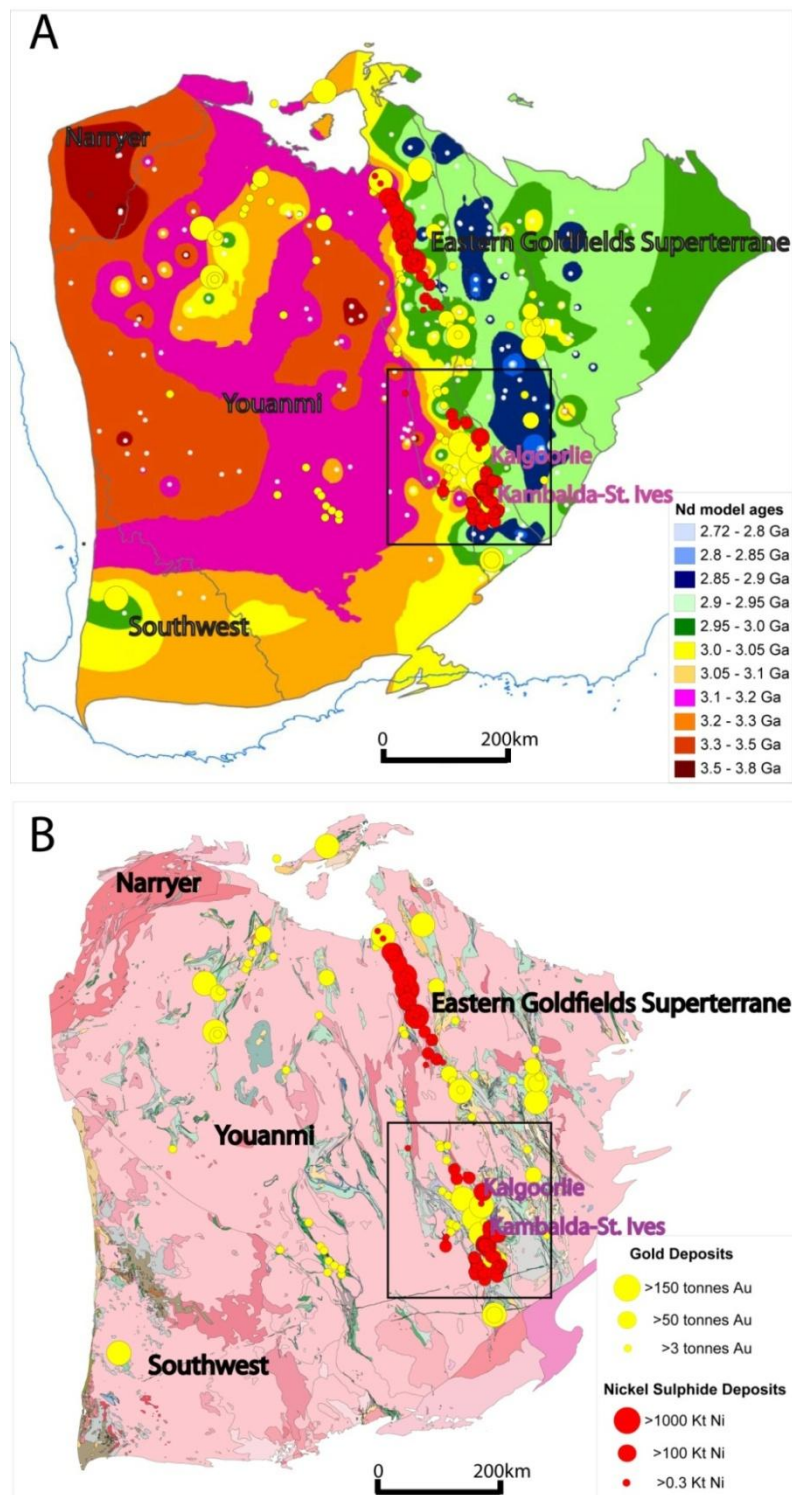 A
Narryer
Eastern Goldfields Superterrane
Youanmi
Kalgoorlie
Kambalda-St. Ives
Southwest
0 200km
Nd model ages
2.72 - 2.8 Ga
2.8 - 2.85 Ga
2.85 - 2.9 Ga
2.9 - 2.95 Ga
2.95 - 3.0 Ga
3.0 - 3.05 Ga
3.05 - 3.1 Ga
3.1 - 3.2 Ga
3.2 - 3.3 Ga
3.3 - 3.5 Ga
3.5 - 3.8 Ga
B
Narryer
Eastern Goldfields Superterrane
Youanmi
Kalgoorlie
Kambalda-St. Ives
Southwest
0 200km
Gold Deposits
>150 tonnes Au
>50 tonnes Au
>3 tonnes Au
Nickel Sulphide Deposits
>1000 Kt Ni
>100 Kt Ni
>0.3 Kt Ni